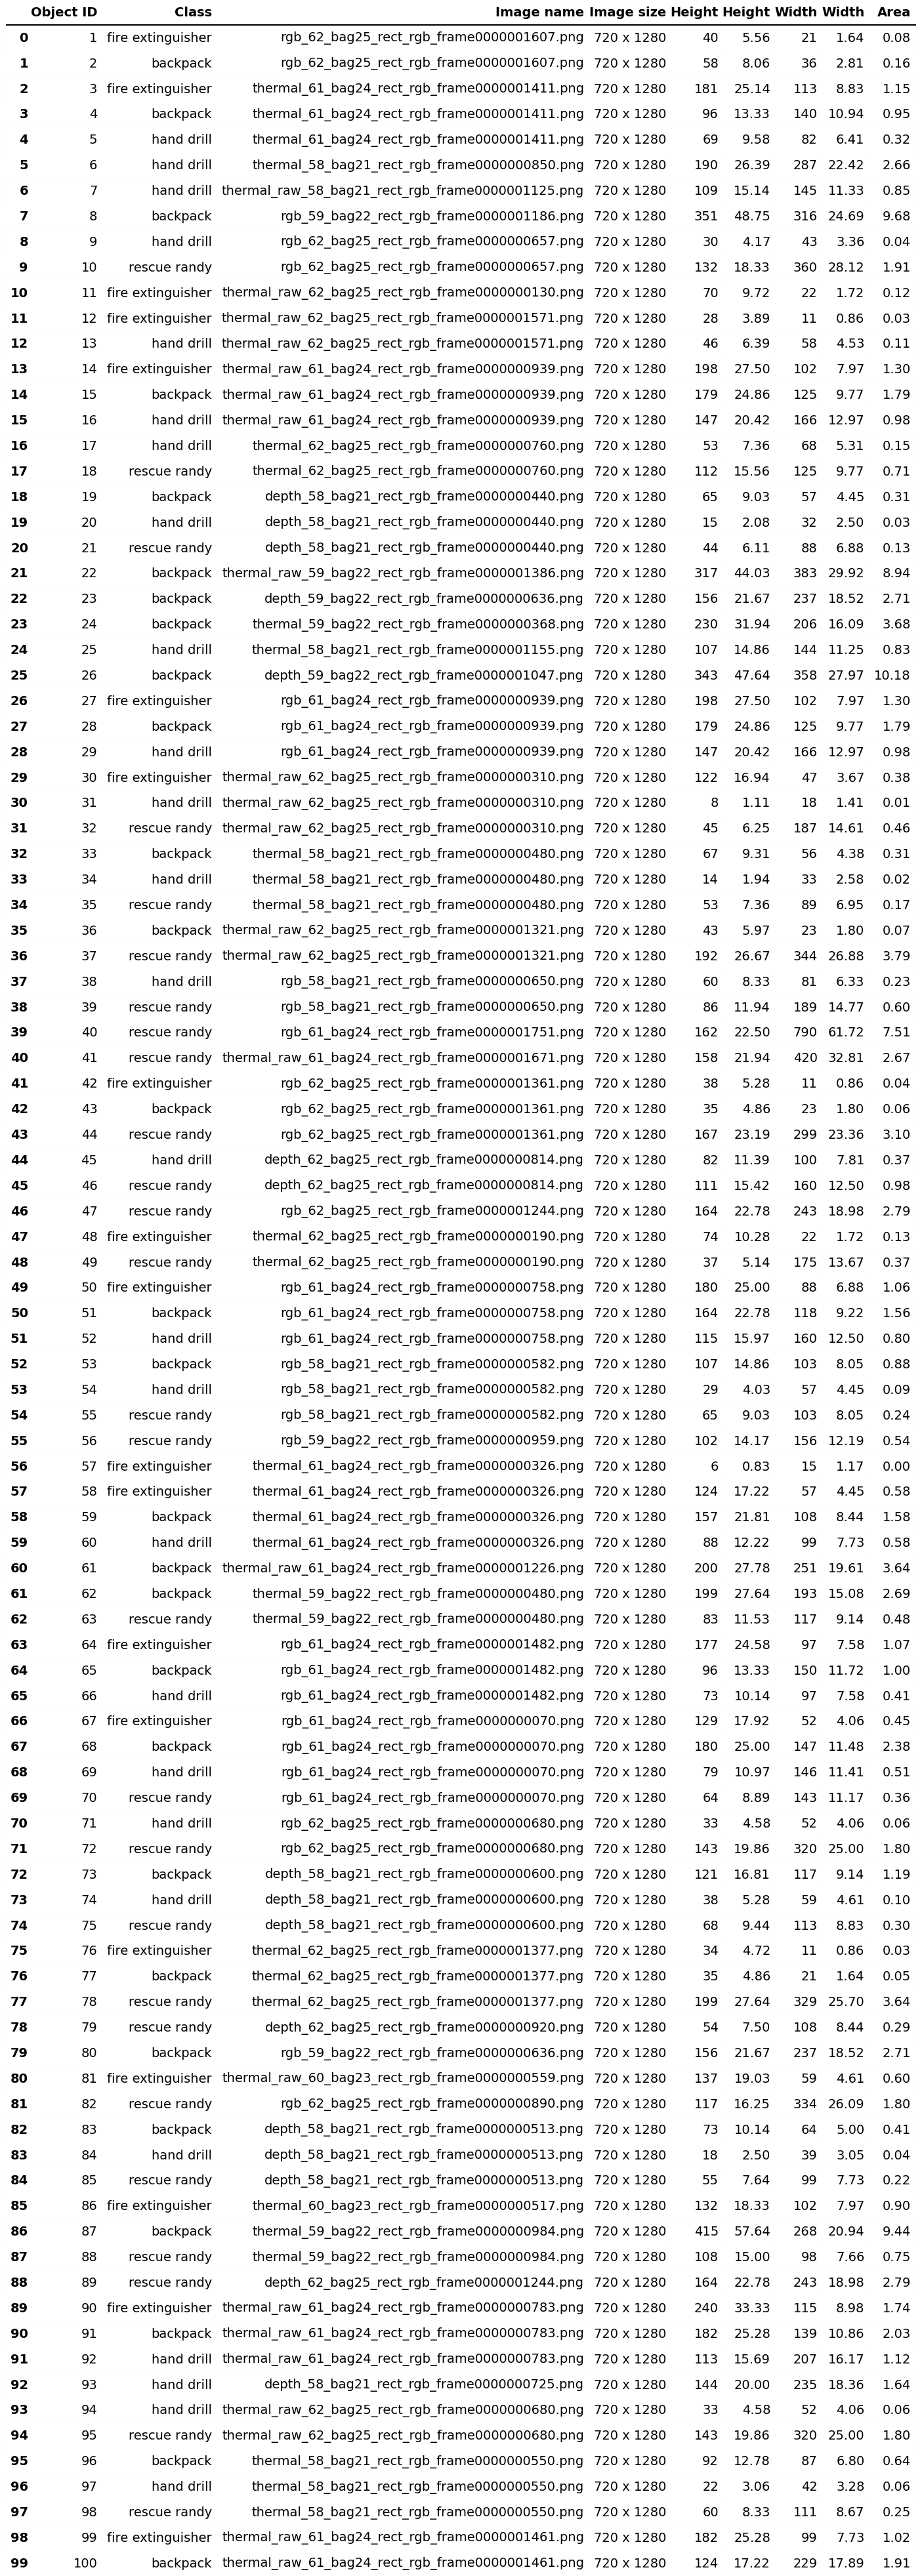 Object ID Class Image name Image size Height Height Width Width Area
0 1 fire extinguisher rgb_62_bag25_rect_rgb_frame0000001607.png 720 x 1280 40 5.56 21 1.64 0.08
1 2 backpack rgb_62_bag25_rect_rgb_frame0000001607.png 720 x 1280 58 8.06 36 2.81 0.16
2 3 fire extinguisher thermal_61_bag24_rect_rgb_frame0000001411.png 720 x 1280 181 25.14 113 8.83 1.15
3 4 backpack thermal_61_bag24_rect_rgb_frame0000001411.png 720 x 1280 96 13.33 140 10.94 0.95
4 5 hand drill thermal_61_bag24_rect_rgb_frame0000001411.png 720 x 1280 69 9.58 82 6.41 0.32
5 6 hand drill thermal_58_bag21_rect_rgb_frame0000000850.png 720 x 1280 190 26.39 287 22.42 2.66
6 7 hand drill thermal_raw_58_bag21_rect_rgb_frame0000001125.png 720 x 1280 109 15.14 145 11.33 0.85
7 8 backpack rgb_59_bag22_rect_rgb_frame0000001186.png 720 x 1280 351 48.75 316 24.69 9.68
8 9 hand drill rgb_62_bag25_rect_rgb_frame0000000657.png 720 x 1280 30 4.17 43 3.36 0.04
9 10 rescue randy rgb_62_bag25_rect_rgb_frame0000000657.png 720 x 1280 132 18.33 360 28.12 1.91
10 11 fire extinguisher thermal_raw_62_bag25_rect_rgb_frame0000000130.png 720 x 1280 70 9.72 22 1.72 0.12
11 12 fire extinguisher thermal_raw_62_bag25_rect_rgb_frame0000001571.png 720 x 1280 28 3.89 11 0.86 0.03
12 13 hand drill thermal_raw_62_bag25_rect_rgb_frame0000001571.png 720 x 1280 46 6.39 58 4.53 0.11
13 14 fire extinguisher thermal_raw_61_bag24_rect_rgb_frame0000000939.png 720 x 1280 198 27.50 102 7.97 1.30
14 15 backpack thermal_raw_61_bag24_rect_rgb_frame0000000939.png 720 x 1280 179 24.86 125 9.77 1.79
15 16 hand drill thermal_raw_61_bag24_rect_rgb_frame0000000939.png 720 x 1280 147 20.42 166 12.97 0.98
16 17 hand drill thermal_62_bag25_rect_rgb_frame0000000760.png 720 x 1280 53 7.36 68 5.31 0.15
17 18 rescue randy thermal_62_bag25_rect_rgb_frame0000000760.png 720 x 1280 112 15.56 125 9.77 0.71
18 19 backpack depth_58_bag21_rect_rgb_frame0000000440.png 720 x 1280 65 9.03 57 4.45 0.31
19 20 hand drill depth_58_bag21_rect_rgb_frame0000000440.png 720 x 1280 15 2.08 32 2.50 0.03
20 21 rescue randy depth_58_bag21_rect_rgb_frame0000000440.png 720 x 1280 44 6.11 88 6.88 0.13
21 22 backpack thermal_raw_59_bag22_rect_rgb_frame0000001386.png 720 x 1280 317 44.03 383 29.92 8.94
22 23 backpack depth_59_bag22_rect_rgb_frame0000000636.png 720 x 1280 156 21.67 237 18.52 2.71
23 24 backpack thermal_59_bag22_rect_rgb_frame0000000368.png 720 x 1280 230 31.94 206 16.09 3.68
24 25 hand drill thermal_58_bag21_rect_rgb_frame0000001155.png 720 x 1280 107 14.86 144 11.25 0.83
25 26 backpack depth_59_bag22_rect_rgb_frame0000001047.png 720 x 1280 343 47.64 358 27.97 10.18
26 27 fire extinguisher rgb_61_bag24_rect_rgb_frame0000000939.png 720 x 1280 198 27.50 102 7.97 1.30
27 28 backpack rgb_61_bag24_rect_rgb_frame0000000939.png 720 x 1280 179 24.86 125 9.77 1.79
28 29 hand drill rgb_61_bag24_rect_rgb_frame0000000939.png 720 x 1280 147 20.42 166 12.97 0.98
29 30 fire extinguisher thermal_raw_62_bag25_rect_rgb_frame0000000310.png 720 x 1280 122 16.94 47 3.67 0.38
30 31 hand drill thermal_raw_62_bag25_rect_rgb_frame0000000310.png 720 x 1280 8 1.11 18 1.41 0.01
31 32 rescue randy thermal_raw_62_bag25_rect_rgb_frame0000000310.png 720 x 1280 45 6.25 187 14.61 0.46
32 33 backpack thermal_58_bag21_rect_rgb_frame0000000480.png 720 x 1280 67 9.31 56 4.38 0.31
33 34 hand drill thermal_58_bag21_rect_rgb_frame0000000480.png 720 x 1280 14 1.94 33 2.58 0.02
34 35 rescue randy thermal_58_bag21_rect_rgb_frame0000000480.png 720 x 1280 53 7.36 89 6.95 0.17
35 36 backpack thermal_raw_62_bag25_rect_rgb_frame0000001321.png 720 x 1280 43 5.97 23 1.80 0.07
36 37 rescue randy thermal_raw_62_bag25_rect_rgb_frame0000001321.png 720 x 1280 192 26.67 344 26.88 3.79
37 38 hand drill rgb_58_bag21_rect_rgb_frame0000000650.png 720 x 1280 60 8.33 81 6.33 0.23
38 39 rescue randy rgb_58_bag21_rect_rgb_frame0000000650.png 720 x 1280 86 11.94 189 14.77 0.60
39 40 rescue randy rgb_61_bag24_rect_rgb_frame0000001751.png 720 x 1280 162 22.50 790 61.72 7.51
40 41 rescue randy thermal_raw_61_bag24_rect_rgb_frame0000001671.png 720 x 1280 158 21.94 420 32.81 2.67
41 42 fire extinguisher rgb_62_bag25_rect_rgb_frame0000001361.png 720 x 1280 38 5.28 11 0.86 0.04
42 43 backpack rgb_62_bag25_rect_rgb_frame0000001361.png 720 x 1280 35 4.86 23 1.80 0.06
43 44 rescue randy rgb_62_bag25_rect_rgb_frame0000001361.png 720 x 1280 167 23.19 299 23.36 3.10
44 45 hand drill depth_62_bag25_rect_rgb_frame0000000814.png 720 x 1280 82 11.39 100 7.81 0.37
45 46 rescue randy depth_62_bag25_rect_rgb_frame0000000814.png 720 x 1280 111 15.42 160 12.50 0.98
46 47 rescue randy rgb_62_bag25_rect_rgb_frame0000001244.png 720 x 1280 164 22.78 243 18.98 2.79
47 48 fire extinguisher thermal_62_bag25_rect_rgb_frame0000000190.png 720 x 1280 74 10.28 22 1.72 0.13
48 49 rescue randy thermal_62_bag25_rect_rgb_frame0000000190.png 720 x 1280 37 5.14 175 13.67 0.37
49 50 fire extinguisher rgb_61_bag24_rect_rgb_frame0000000758.png 720 x 1280 180 25.00 88 6.88 1.06
50 51 backpack rgb_61_bag24_rect_rgb_frame0000000758.png 720 x 1280 164 22.78 118 9.22 1.56
51 52 hand drill rgb_61_bag24_rect_rgb_frame0000000758.png 720 x 1280 115 15.97 160 12.50 0.80
52 53 backpack rgb_58_bag21_rect_rgb_frame0000000582.png 720 x 1280 107 14.86 103 8.05 0.88
53 54 hand drill rgb_58_bag21_rect_rgb_frame0000000582.png 720 x 1280 29 4.03 57 4.45 0.09
54 55 rescue randy rgb_58_bag21_rect_rgb_frame0000000582.png 720 x 1280 65 9.03 103 8.05 0.24
55 56 rescue randy rgb_59_bag22_rect_rgb_frame0000000959.png 720 x 1280 102 14.17 156 12.19 0.54
56 57 fire extinguisher thermal_61_bag24_rect_rgb_frame0000000326.png 720 x 1280 6 0.83 15 1.17 0.00
57 58 fire extinguisher thermal_61_bag24_rect_rgb_frame0000000326.png 720 x 1280 124 17.22 57 4.45 0.58
58 59 backpack thermal_61_bag24_rect_rgb_frame0000000326.png 720 x 1280 157 21.81 108 8.44 1.58
59 60 hand drill thermal_61_bag24_rect_rgb_frame0000000326.png 720 x 1280 88 12.22 99 7.73 0.58
60 61 backpack thermal_raw_61_bag24_rect_rgb_frame0000001226.png 720 x 1280 200 27.78 251 19.61 3.64
61 62 backpack thermal_59_bag22_rect_rgb_frame0000000480.png 720 x 1280 199 27.64 193 15.08 2.69
62 63 rescue randy thermal_59_bag22_rect_rgb_frame0000000480.png 720 x 1280 83 11.53 117 9.14 0.48
63 64 fire extinguisher rgb_61_bag24_rect_rgb_frame0000001482.png 720 x 1280 177 24.58 97 7.58 1.07
64 65 backpack rgb_61_bag24_rect_rgb_frame0000001482.png 720 x 1280 96 13.33 150 11.72 1.00
65 66 hand drill rgb_61_bag24_rect_rgb_frame0000001482.png 720 x 1280 73 10.14 97 7.58 0.41
66 67 fire extinguisher rgb_61_bag24_rect_rgb_frame0000000070.png 720 x 1280 129 17.92 52 4.06 0.45
67 68 backpack rgb_61_bag24_rect_rgb_frame0000000070.png 720 x 1280 180 25.00 147 11.48 2.38
68 69 hand drill rgb_61_bag24_rect_rgb_frame0000000070.png 720 x 1280 79 10.97 146 11.41 0.51
69 70 rescue randy rgb_61_bag24_rect_rgb_frame0000000070.png 720 x 1280 64 8.89 143 11.17 0.36
70 71 hand drill rgb_62_bag25_rect_rgb_frame0000000680.png 720 x 1280 33 4.58 52 4.06 0.06
71 72 rescue randy rgb_62_bag25_rect_rgb_frame0000000680.png 720 x 1280 143 19.86 320 25.00 1.80
72 73 backpack depth_58_bag21_rect_rgb_frame0000000600.png 720 x 1280 121 16.81 117 9.14 1.19
73 74 hand drill depth_58_bag21_rect_rgb_frame0000000600.png 720 x 1280 38 5.28 59 4.61 0.10
74 75 rescue randy depth_58_bag21_rect_rgb_frame0000000600.png 720 x 1280 68 9.44 113 8.83 0.30
75 76 fire extinguisher thermal_62_bag25_rect_rgb_frame0000001377.png 720 x 1280 34 4.72 11 0.86 0.03
76 77 backpack thermal_62_bag25_rect_rgb_frame0000001377.png 720 x 1280 35 4.86 21 1.64 0.05
77 78 rescue randy thermal_62_bag25_rect_rgb_frame0000001377.png 720 x 1280 199 27.64 329 25.70 3.64
78 79 rescue randy depth_62_bag25_rect_rgb_frame0000000920.png 720 x 1280 54 7.50 108 8.44 0.29
79 80 backpack rgb_59_bag22_rect_rgb_frame0000000636.png 720 x 1280 156 21.67 237 18.52 2.71
80 81 fire extinguisher thermal_raw_60_bag23_rect_rgb_frame0000000559.png 720 x 1280 137 19.03 59 4.61 0.60
81 82 rescue randy rgb_62_bag25_rect_rgb_frame0000000890.png 720 x 1280 117 16.25 334 26.09 1.80
82 83 backpack depth_58_bag21_rect_rgb_frame0000000513.png 720 x 1280 73 10.14 64 5.00 0.41
83 84 hand drill depth_58_bag21_rect_rgb_frame0000000513.png 720 x 1280 18 2.50 39 3.05 0.04
84 85 rescue randy depth_58_bag21_rect_rgb_frame0000000513.png 720 x 1280 55 7.64 99 7.73 0.22
85 86 fire extinguisher thermal_60_bag23_rect_rgb_frame0000000517.png 720 x 1280 132 18.33 102 7.97 0.90
86 87 backpack thermal_59_bag22_rect_rgb_frame0000000984.png 720 x 1280 415 57.64 268 20.94 9.44
87 88 rescue randy thermal_59_bag22_rect_rgb_frame0000000984.png 720 x 1280 108 15.00 98 7.66 0.75
88 89 rescue randy depth_62_bag25_rect_rgb_frame0000001244.png 720 x 1280 164 22.78 243 18.98 2.79
89 90 fire extinguisher thermal_raw_61_bag24_rect_rgb_frame0000000783.png 720 x 1280 240 33.33 115 8.98 1.74
90 91 backpack thermal_raw_61_bag24_rect_rgb_frame0000000783.png 720 x 1280 182 25.28 139 10.86 2.03
91 92 hand drill thermal_raw_61_bag24_rect_rgb_frame0000000783.png 720 x 1280 113 15.69 207 16.17 1.12
92 93 hand drill depth_58_bag21_rect_rgb_frame0000000725.png 720 x 1280 144 20.00 235 18.36 1.64
93 94 hand drill thermal_raw_62_bag25_rect_rgb_frame0000000680.png 720 x 1280 33 4.58 52 4.06 0.06
94 95 rescue randy thermal_raw_62_bag25_rect_rgb_frame0000000680.png 720 x 1280 143 19.86 320 25.00 1.80
95 96 backpack thermal_58_bag21_rect_rgb_frame0000000550.png 720 x 1280 92 12.78 87 6.80 0.64
96 97 hand drill thermal_58_bag21_rect_rgb_frame0000000550.png 720 x 1280 22 3.06 42 3.28 0.06
97 98 rescue randy thermal_58_bag21_rect_rgb_frame0000000550.png 720 x 1280 60 8.33 111 8.67 0.25
98 99 fire extinguisher thermal_raw_61_bag24_rect_rgb_frame0000001461.png 720 x 1280 182 25.28 99 7.73 1.02
99 100 backpack thermal_raw_61_bag24_rect_rgb_frame0000001461.png 720 x 1280 124 17.22 229 17.89 1.91